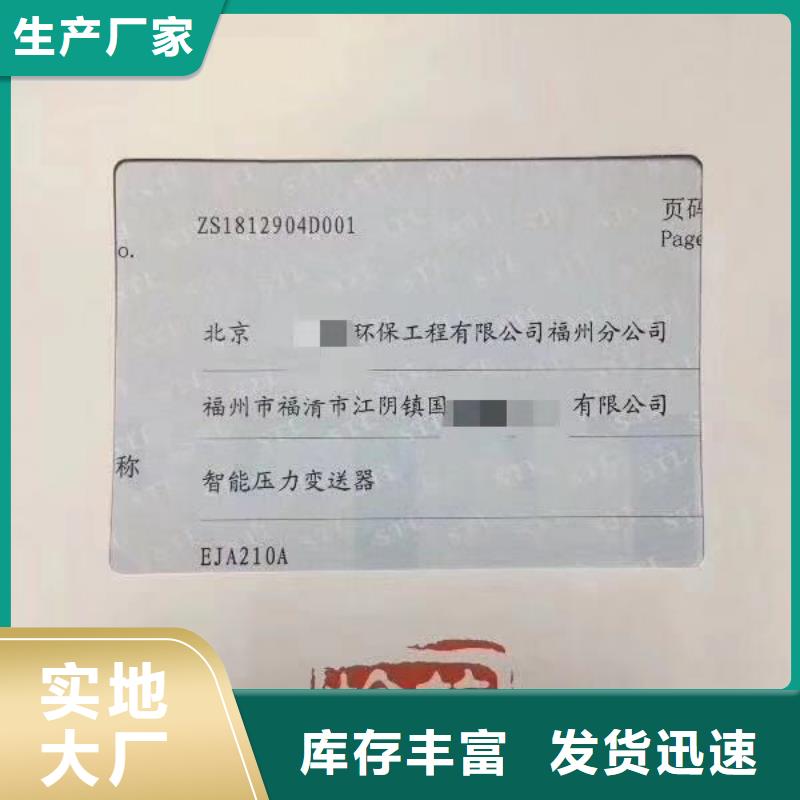 生产厂家
页码
Page
ZS1812904D001
o.
北京 环保工程有限公司福州分公司
福州市福清市江阴镇国 有限公司
称
智能压力变送器
EJA210A
实地
大厂
库存丰富 发货迅速